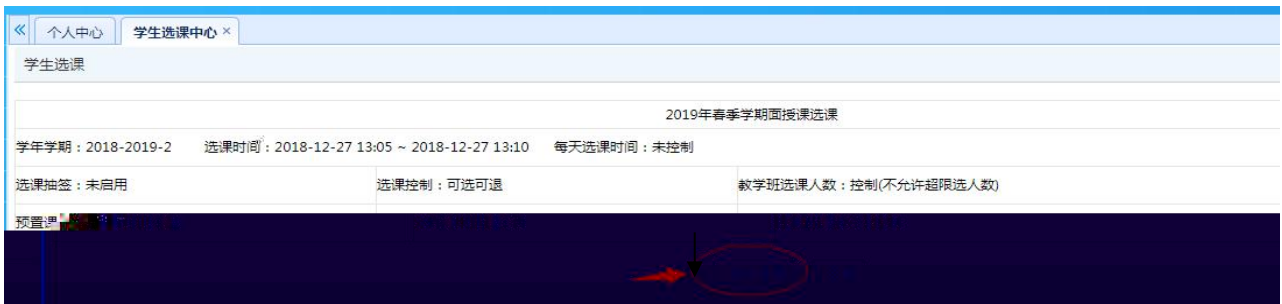 个人中心 学生选课中心 ×
学生选课
2019年春季学期面授课选课
学年学期：2018-2019-2 选课时间：2018-12-27 13:05 ~ 2018-12-27 13:10 每天选课时间：未控制
选课抽签：未启用 选课控制：可选可退 教学班选课人数：控制(不允许超限选人数)
预置课